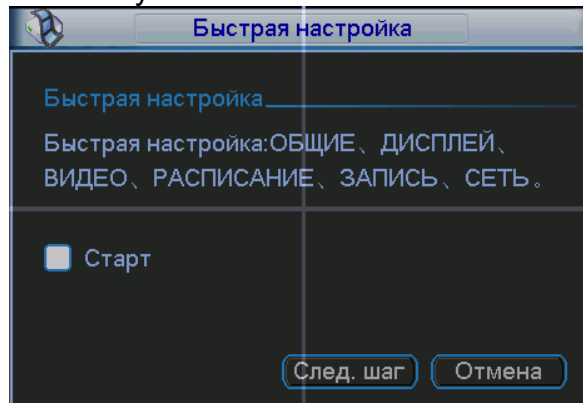 Быстрая настройка
Быстрая настройка
Быстрая настройка:ОБЩИЕ、ДИСПЛЕЙ、
ВИДЕО、РАСПИСАНИЕ、ЗАПИСЬ、СЕТЬ。
Старт
След. шаг
Отмена